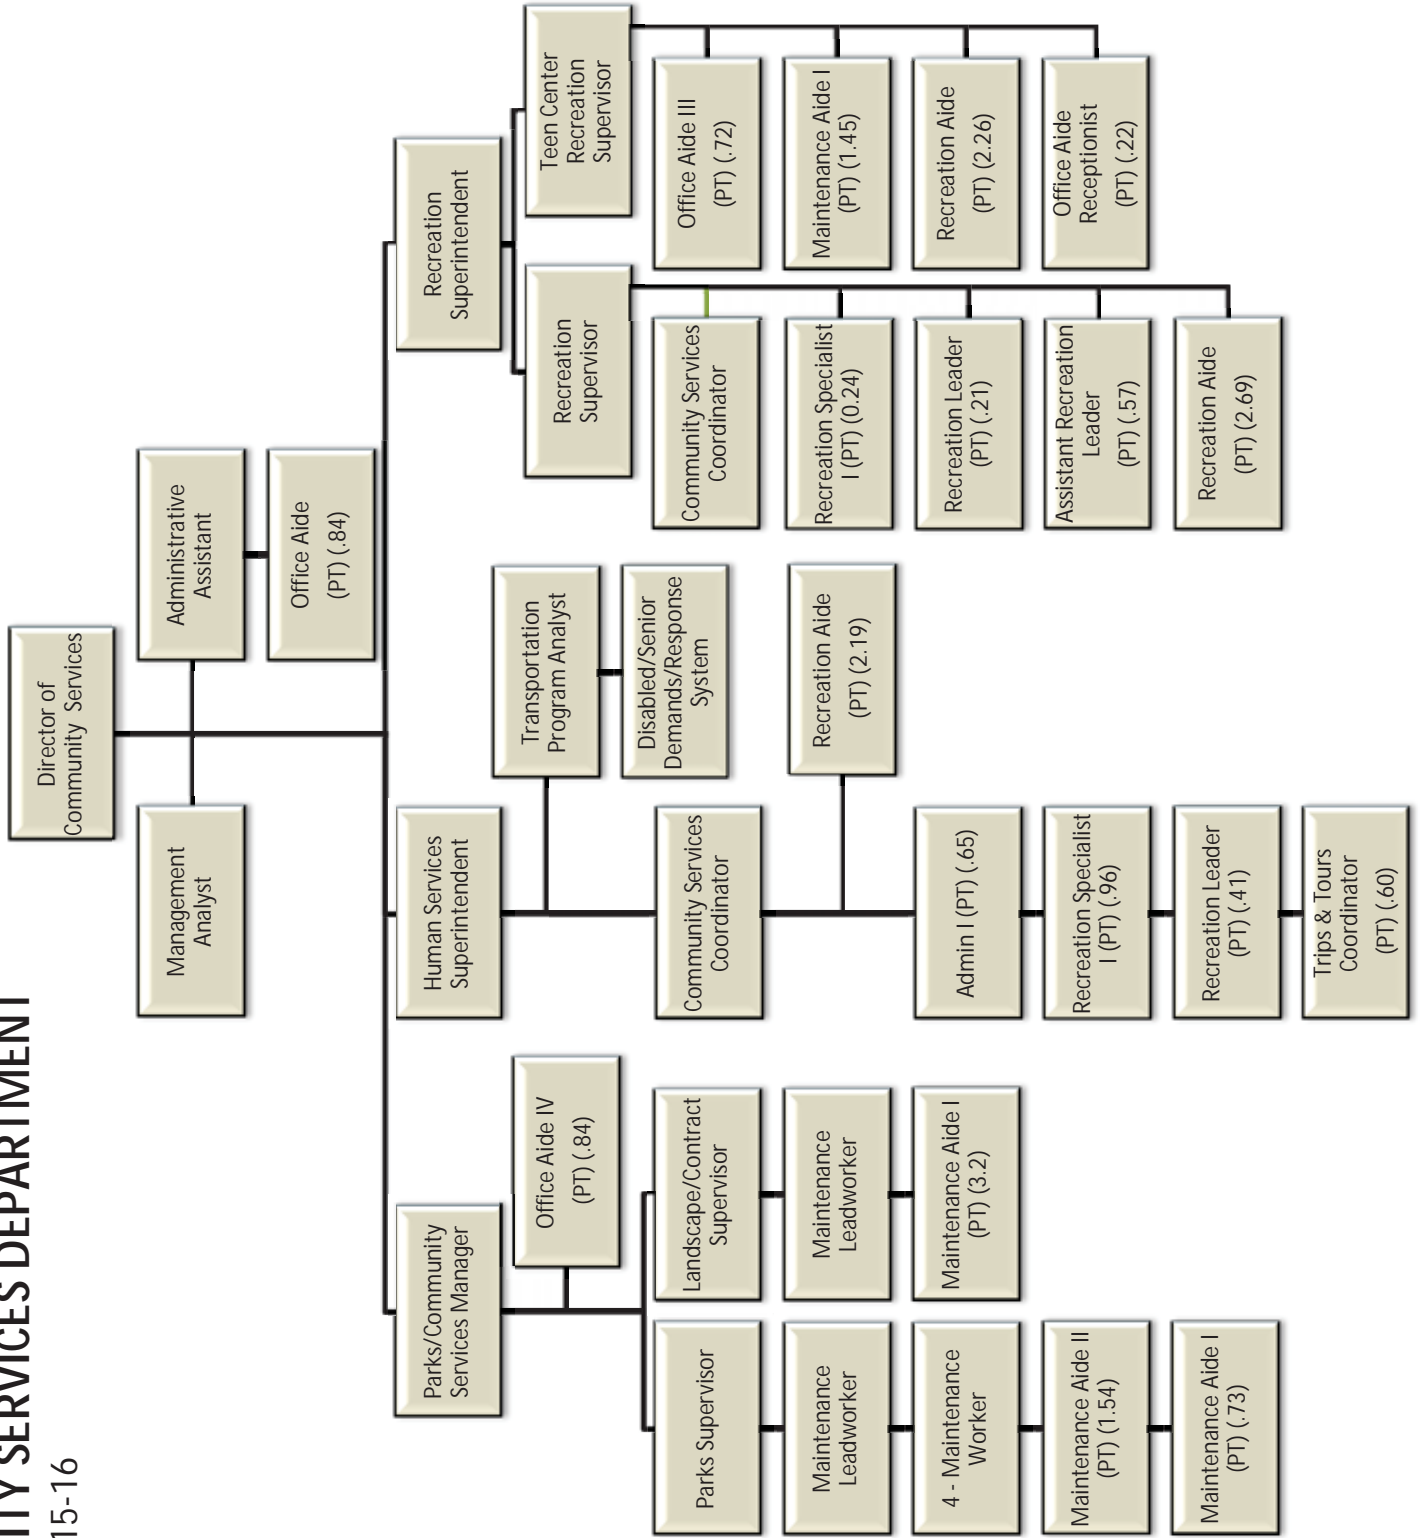 ITY SERVICES DEPARTMENT
15-16
Director of
Community Services
Management
Analyst
Administrative
Assistant
Office Aide
(PT) (.84)
Parks/Community
Services Manager
Office Aide IV
(PT) (.84)
Parks Supervisor
Maintenance
Leadworker
4 - Maintenance
Worker
Maintenance Aide II
(PT) (1.54)
Maintenance Aide I
(PT) (.73)
Landscape/Contract
Supervisor
Maintenance
Leadworker
Maintenance Aide I
(PT) (3.2)
Human Services
Superintendent
Transportation
Program Analyst
Disabled/Senior
Demands/Response
System
Community Services
Coordinator
Recreation Aide
(PT) (2.19)
Admin I (PT) (.65)
Recreation Specialist
I (PT) (.96)
Recreation Leader
(PT) (.41)
Trips & Tours
Coordinator
(PT) (.60)
Recreation
Superintendent
Recreation
Supervisor
Community Services
Coordinator
Recreation Specialist
I (PT) (0.24)
Recreation Leader
(PT) (.21)
Assistant Recreation
Leader
(PT) (.57)
Recreation Aide
(PT) (2.69)
Teen Center
Recreation
Supervisor
Office Aide III
(PT) (.72)
Maintenance Aide I
(PT) (1.45)
Recreation Aide
(PT) (2.26)
Office Aide
Receptionist
(PT) (.22)